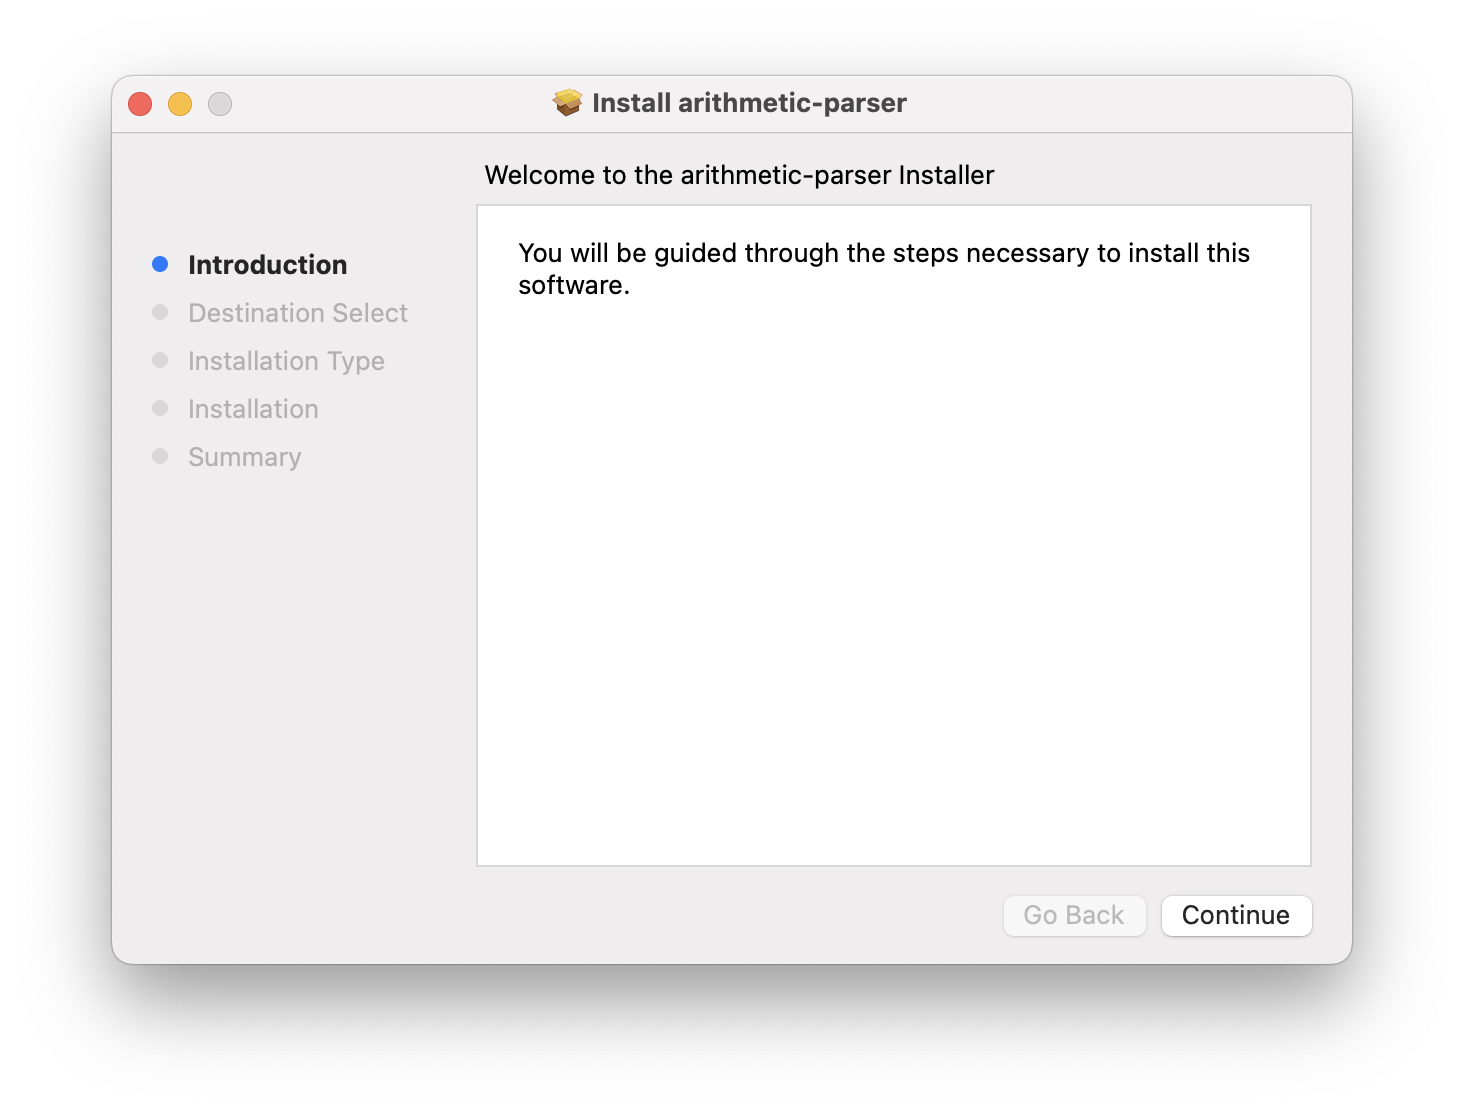 Install arithmetic-parser
Welcome to the arithmetic-parser Installer
Introduction
Destination Select
Installation Type
Installation
Summary
You will be guided through the steps necessary to install this
software.
Go Back
Continue